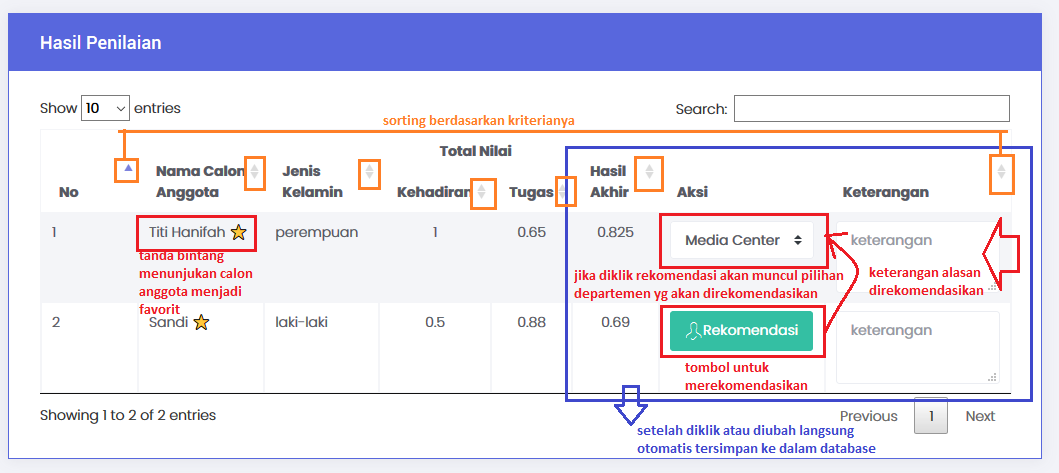 Hasil Penilaian
Show 10 entries
Search:
sorting berdasarkan kriterianya
Total Nilai
No
Nama Calon
Anggota
Jenis
Kelamin
Kehadiran
Tugas
Hasil
Akhir
Aksi
Keterangan
1
Titi Hanifah
perempuan
1
0.65
0.825
Media Center
keterangan
tanda bintang
menunjukan calon
anggota menjadi
favorit
jika diklik rekomendasi akan muncul pilihan
departemen yg akan direkomendasikan
keterangan alasan
direkomendasikan
2
Sandi
laki-laki
0.5
0.88
0.69
Rekomendasi
keterangan
tombol untuk
merekomendasikan
Showing 1 to 2 of 2 entries
Previous 1 Next
setelah diklik atau diubah langsung
otomatis tersimpan ke dalam database